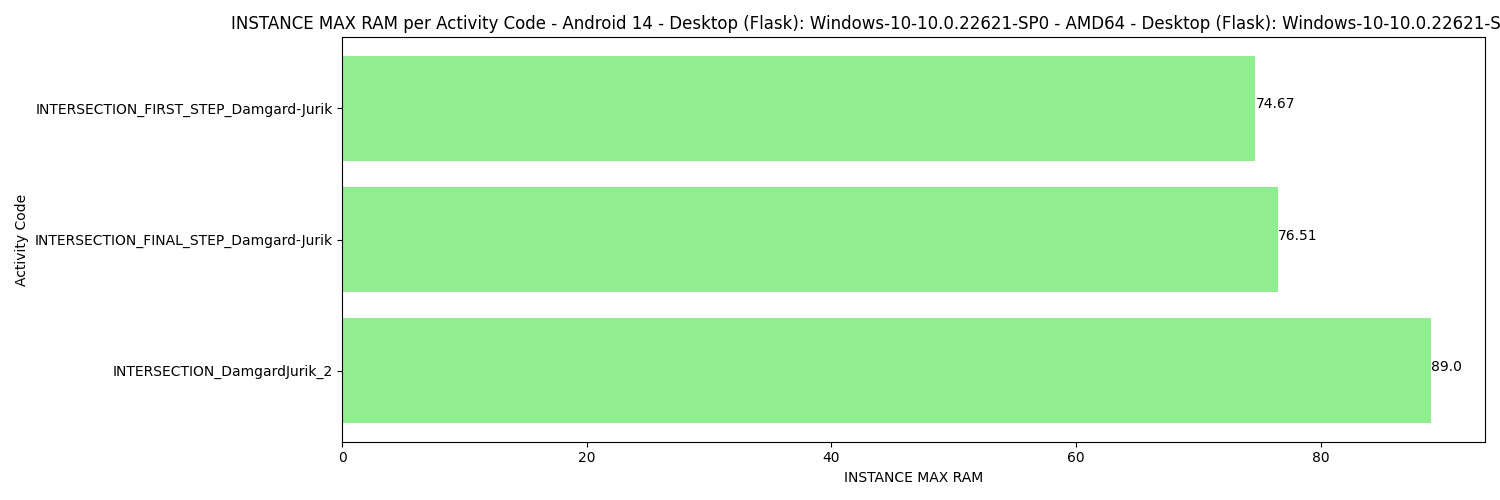 INSTANCE MAX RAM per Activity Code - Android 14 - Desktop (Flask): Windows-10-10.0.22621-SP0 - AMD64 - Desktop (Flask): Windows-10-10.0.22621-S
INTERSECTION_FIRST_STEP_Damgard-Jurik
74.67
INTERSECTION_FINAL_STEP_Damgard-Jurik
76.51
INTERSECTION_DamgardJurik_2
89.0
Activity Code
0 20 40 60 80
INSTANCE MAX RAM